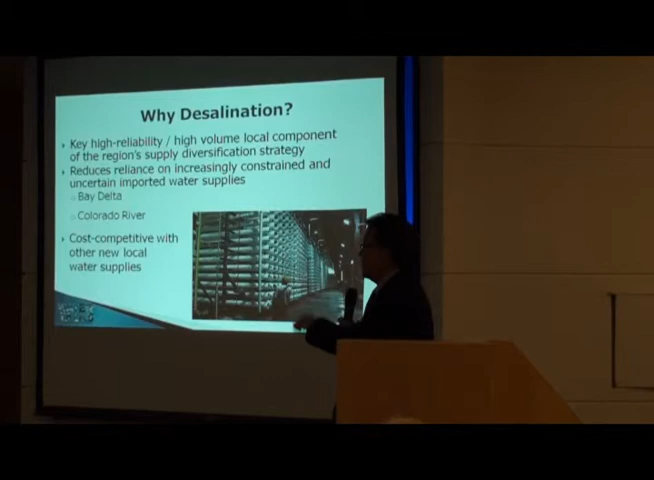 Why Desalination?
Key high-reliability / high volume local component
of the region's supply diversification strategy
Reduces reliance on increasingly constrained and
uncertain imported water supplies
Bay Delta
Colorado River
Cost-competitive with
other new local
water supplies